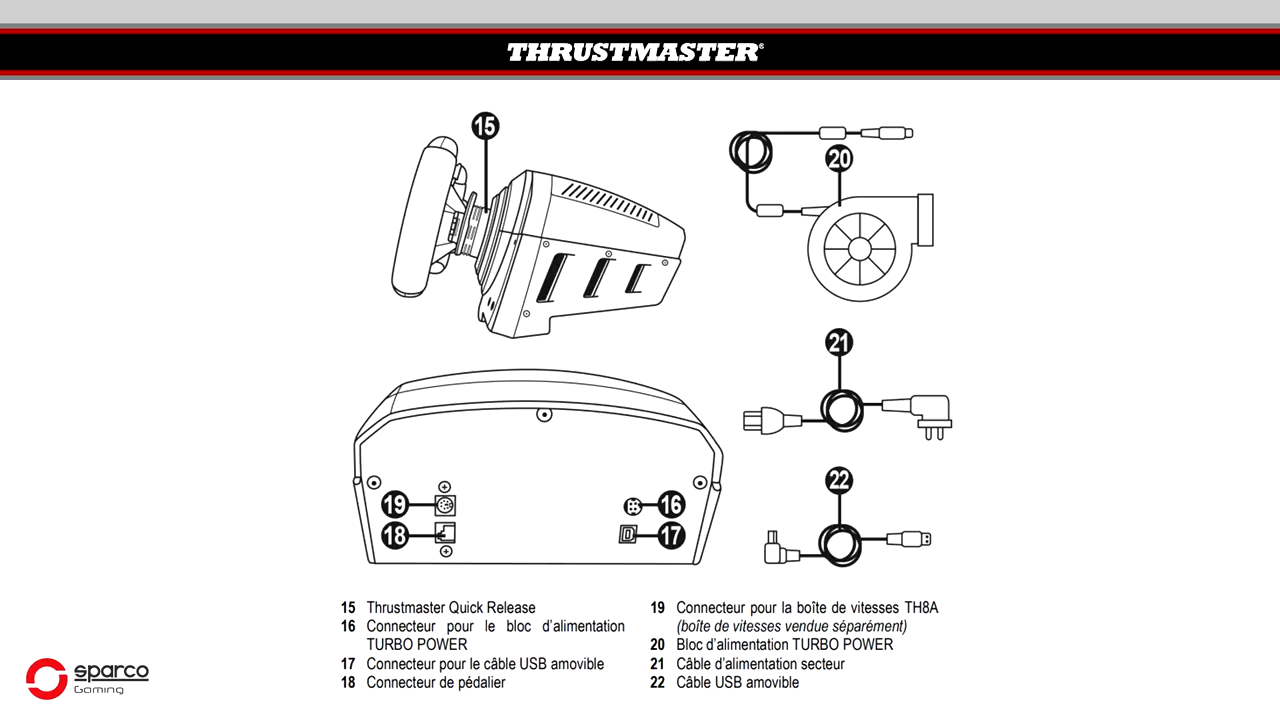 THRUSTMASTER®
15
20
21
19
16
22
18
17
15 Thrustmaster Quick Release
16 Connecteur pour le bloc d'alimentation
TURBO POWER
17 Connecteur pour le câble USB amovible
18 Connecteur de pédalier
19 Connecteur pour la boîte de vitesses TH8A
(boîte de vitesses vendue séparément)
20 Bloc d'alimentation TURBO POWER
21 Câble d'alimentation secteur
22 Câble USB amovible
sparco
Gaming